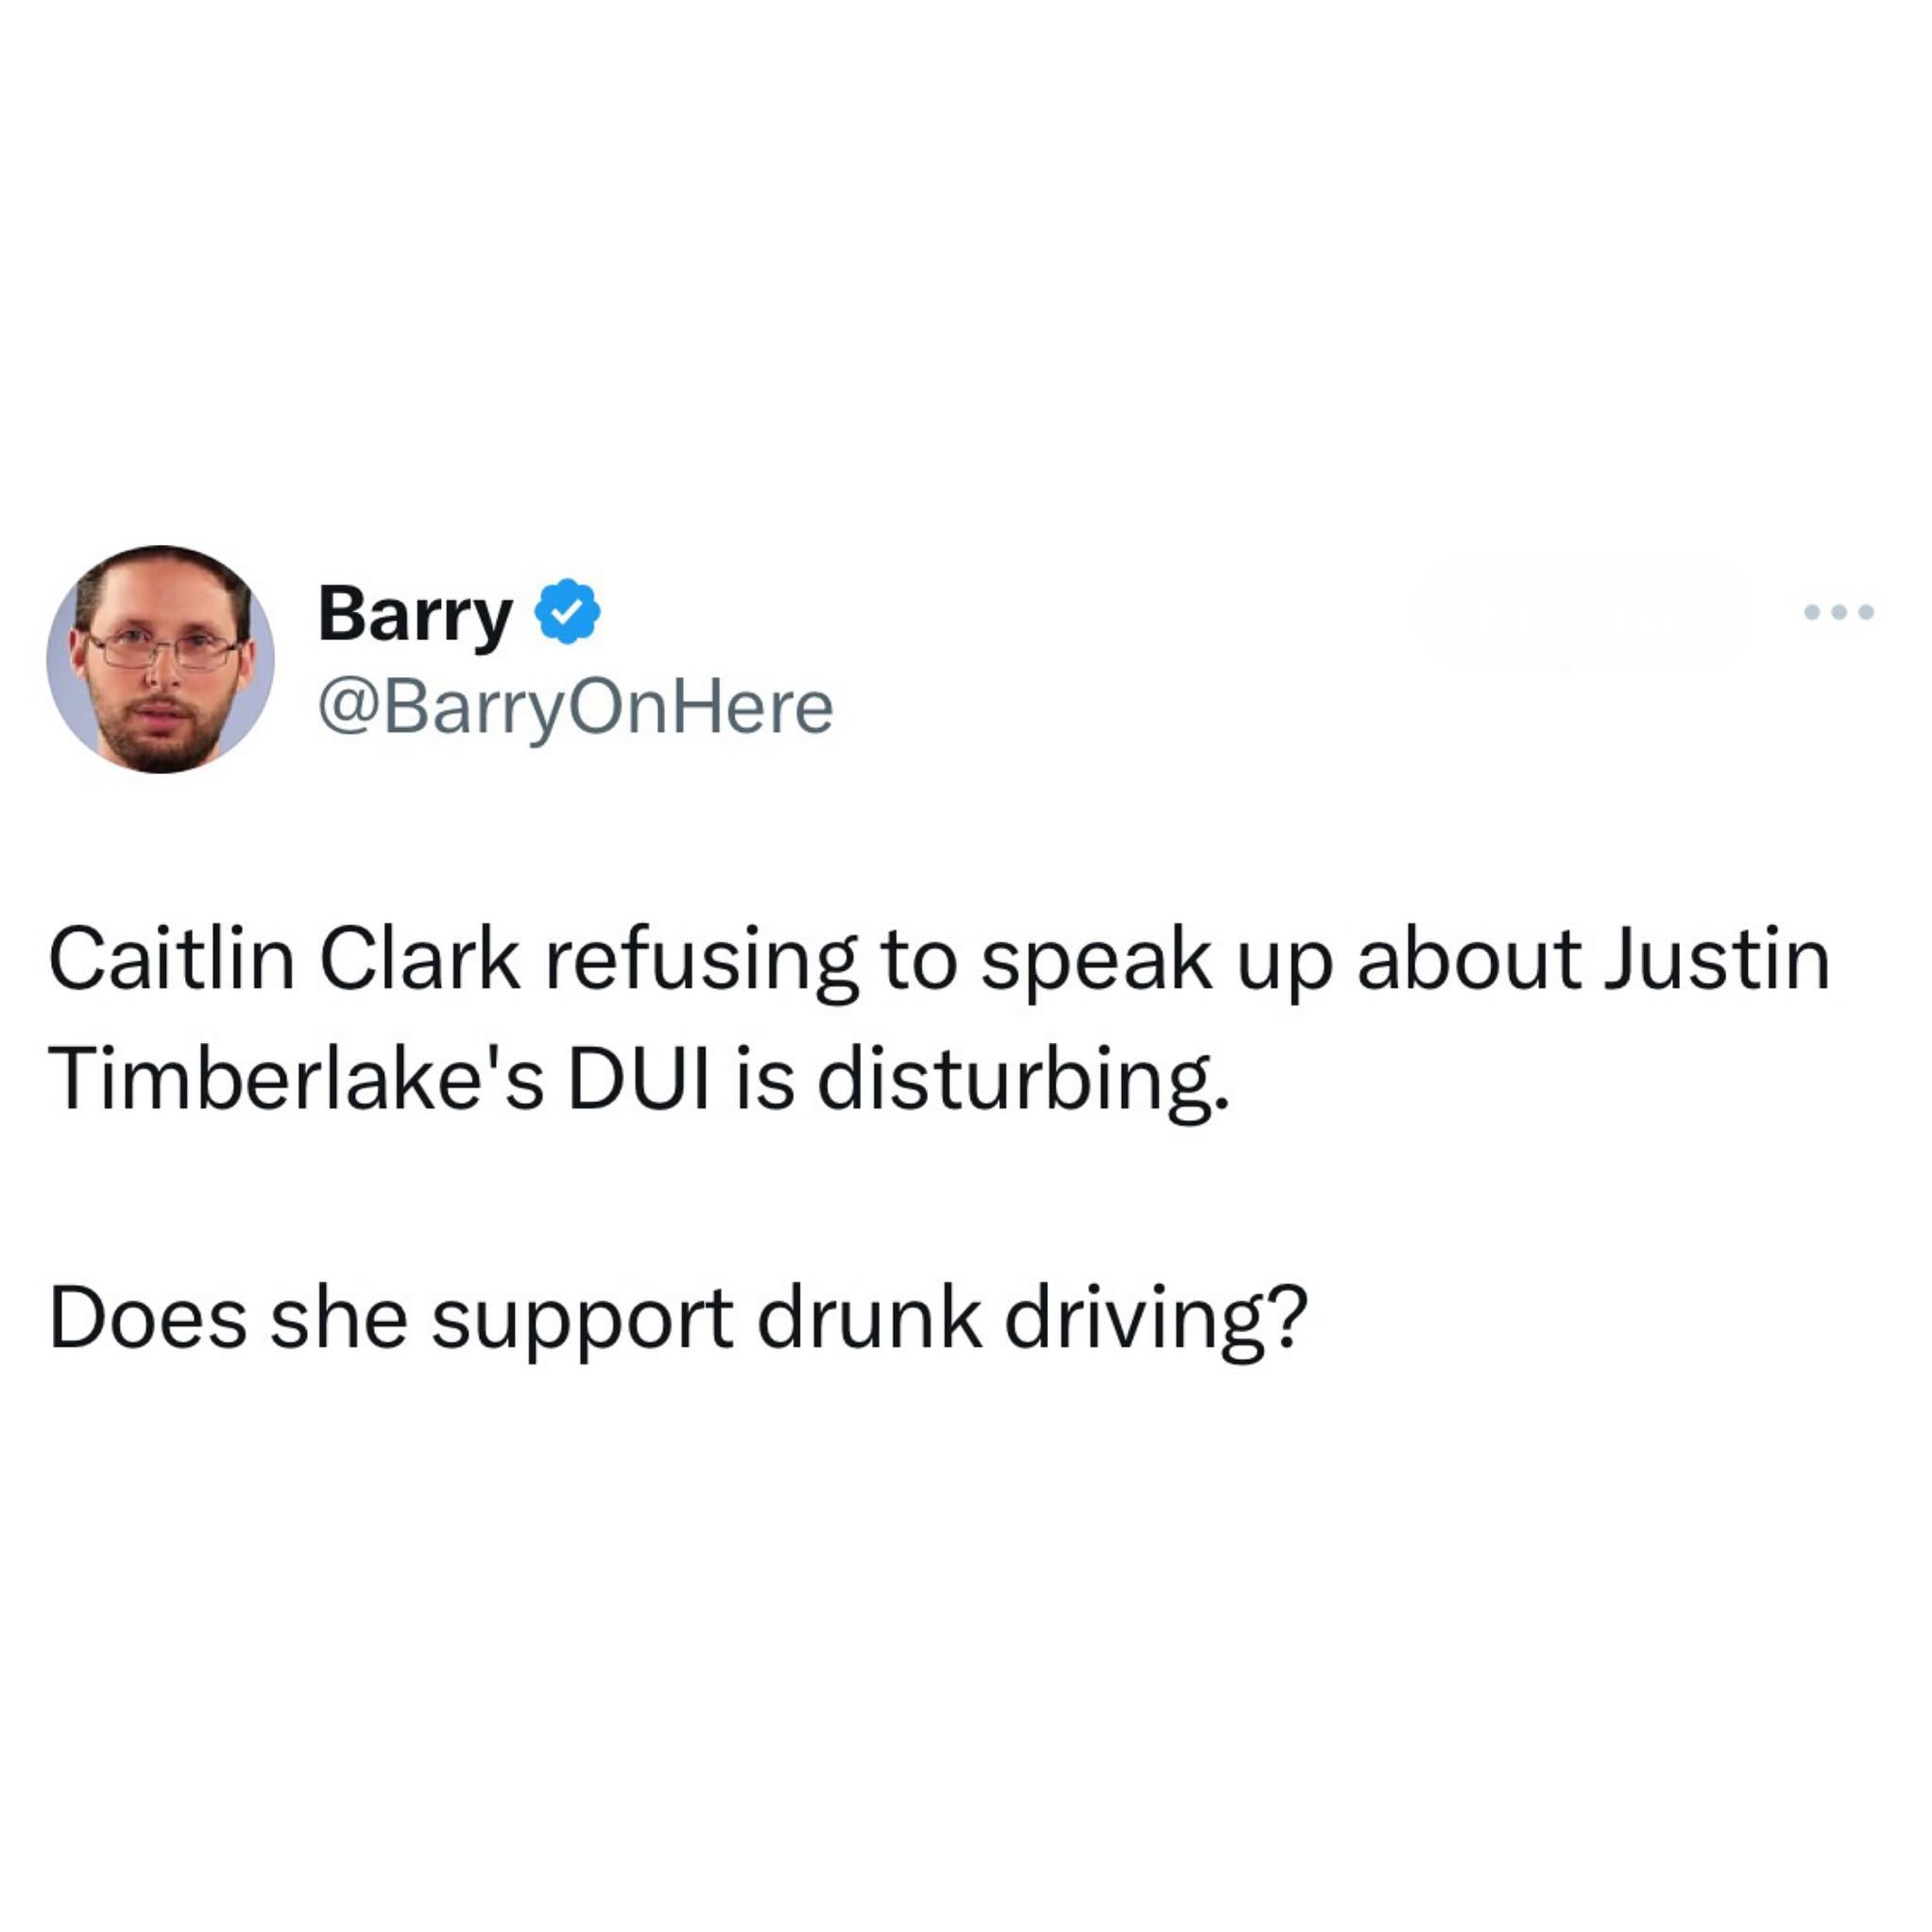 Barry
@BarryOnHere
Caitlin Clark refusing to speak up about Justin
Timberlake's DUI is disturbing.
Does she support drunk driving?